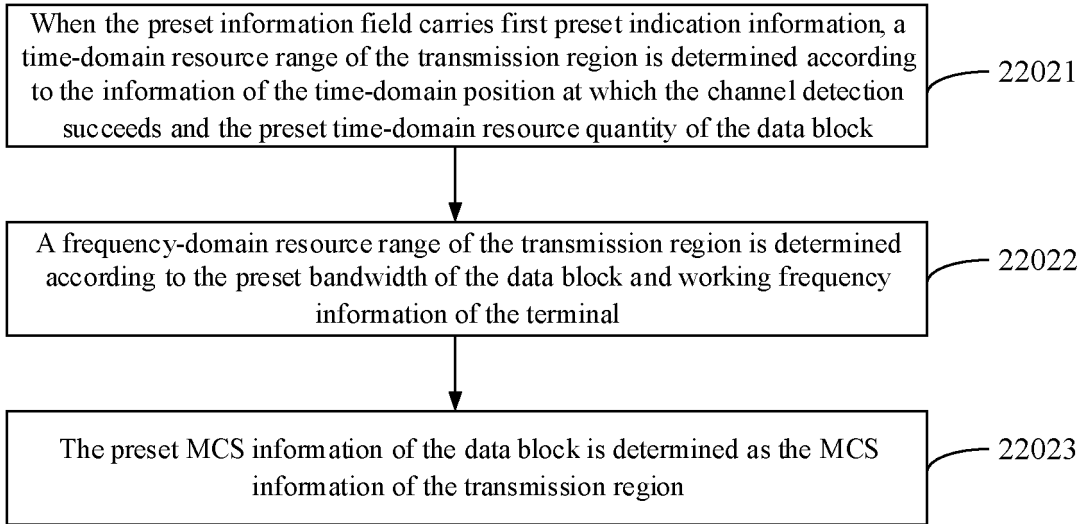 When the preset information field carries first preset indication information, a
time-domain resource range of the transmission region is determined according
to the information of the time-domain position at which the channel detection
succeeds and the preset time-domain resource quantity of the data block
22021
A frequency-domain resource range of the transmission region is determined
according to the preset bandwidth of the data block and working frequency
information of the terminal
22022
The preset MCS information of the data block is determined as the MCS
information of the transmission region
22023